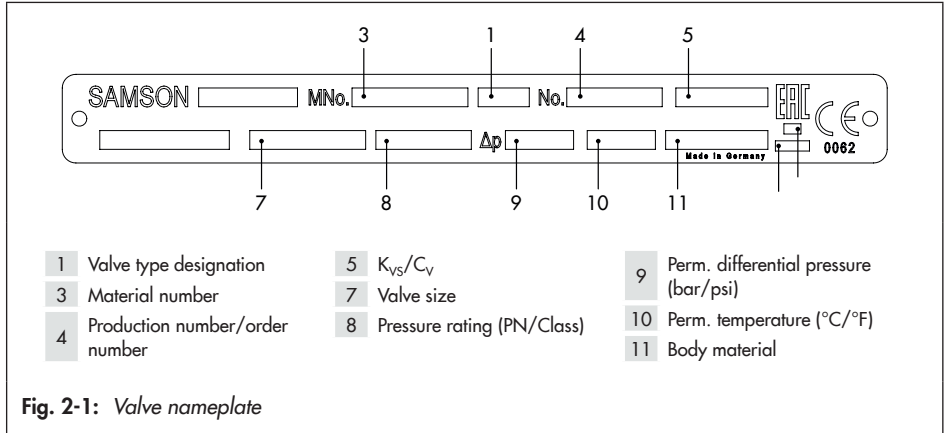 3 1 4 5
SAMSON MNo. No. EAC CE
Δp Made in Germany 0062
7 8 9 10 11
1 Valve type designation
3 Material number
4 Production number/order
number
5 KVS/CV
7 Valve size
8 Pressure rating (PN/Class)
9 Perm. differential pressure
(bar/psi)
10 Perm. temperature (°C/°F)
11 Body material
Fig. 2-1: Valve nameplate